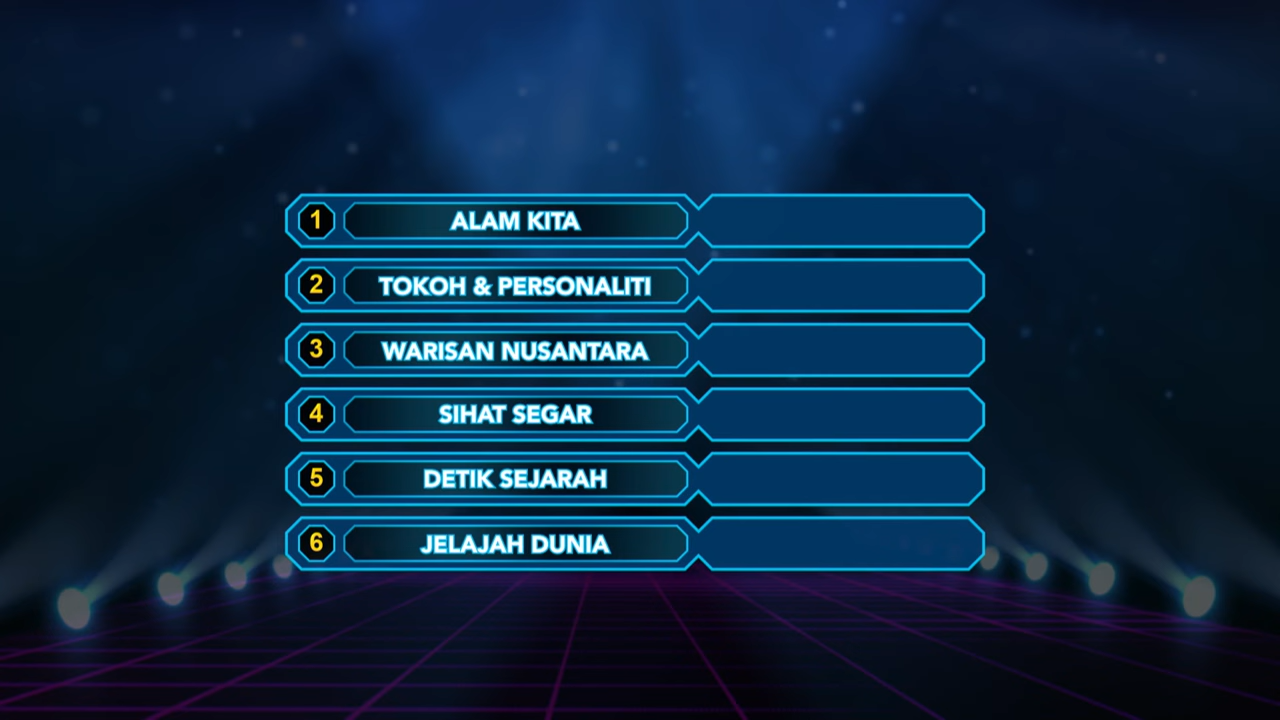 1 ALAM KITA
2 TOKOH & PERSONALITI
3 WARISAN NUSANTARA
4 SIHAT SEGAR
5 DETIK SEJARAH
6 JELAJAH DUNIA